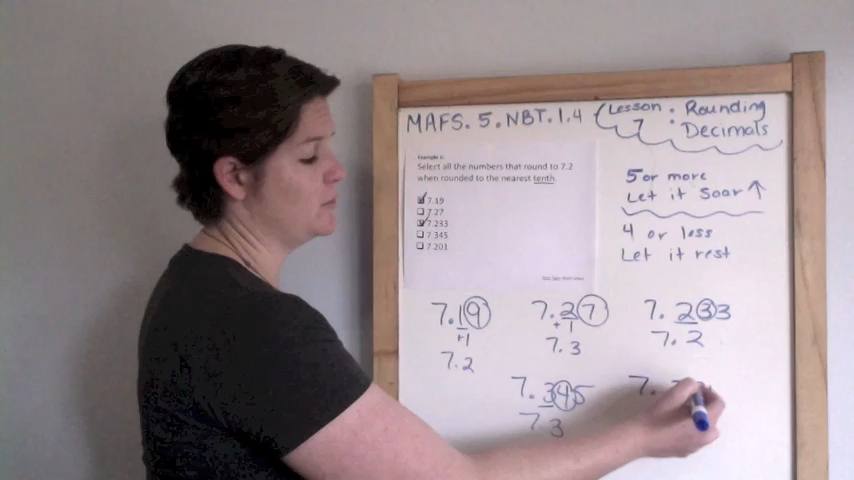 MAFS.5.NBT.1.4
Lesson 7: Rounding Decimals
Select all the numbers that round to 7.2
when rounded to the nearest tenth.
7.19
7.27
7.233
7.345
7.201
5 or more
Let it Soar ↑
4 or less
Let it rest
7.19
+1
7.2
7.27
+1
7.3
7.233
7.2
7.345
7 3
7.